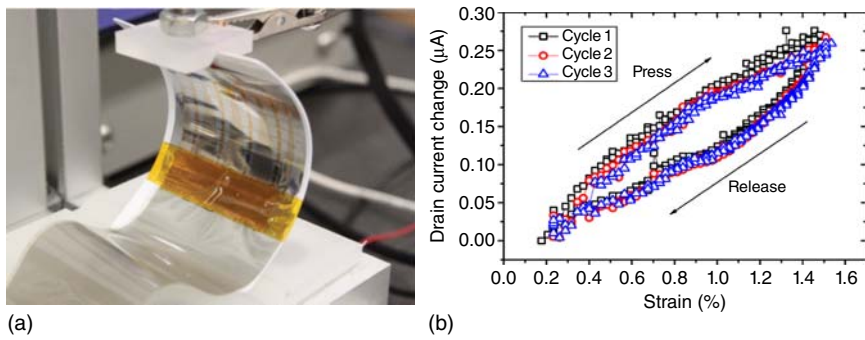 (a)
0.30
0.25
0.20
0.15
0.10
0.05
0.00
Drain current change (µA)
Cycle 1
Cycle 2
Cycle 3
Press
Release
0.0 0.2 0.4 0.6 0.8 1.0 1.2 1.4 1.6
Strain (%)
(b)